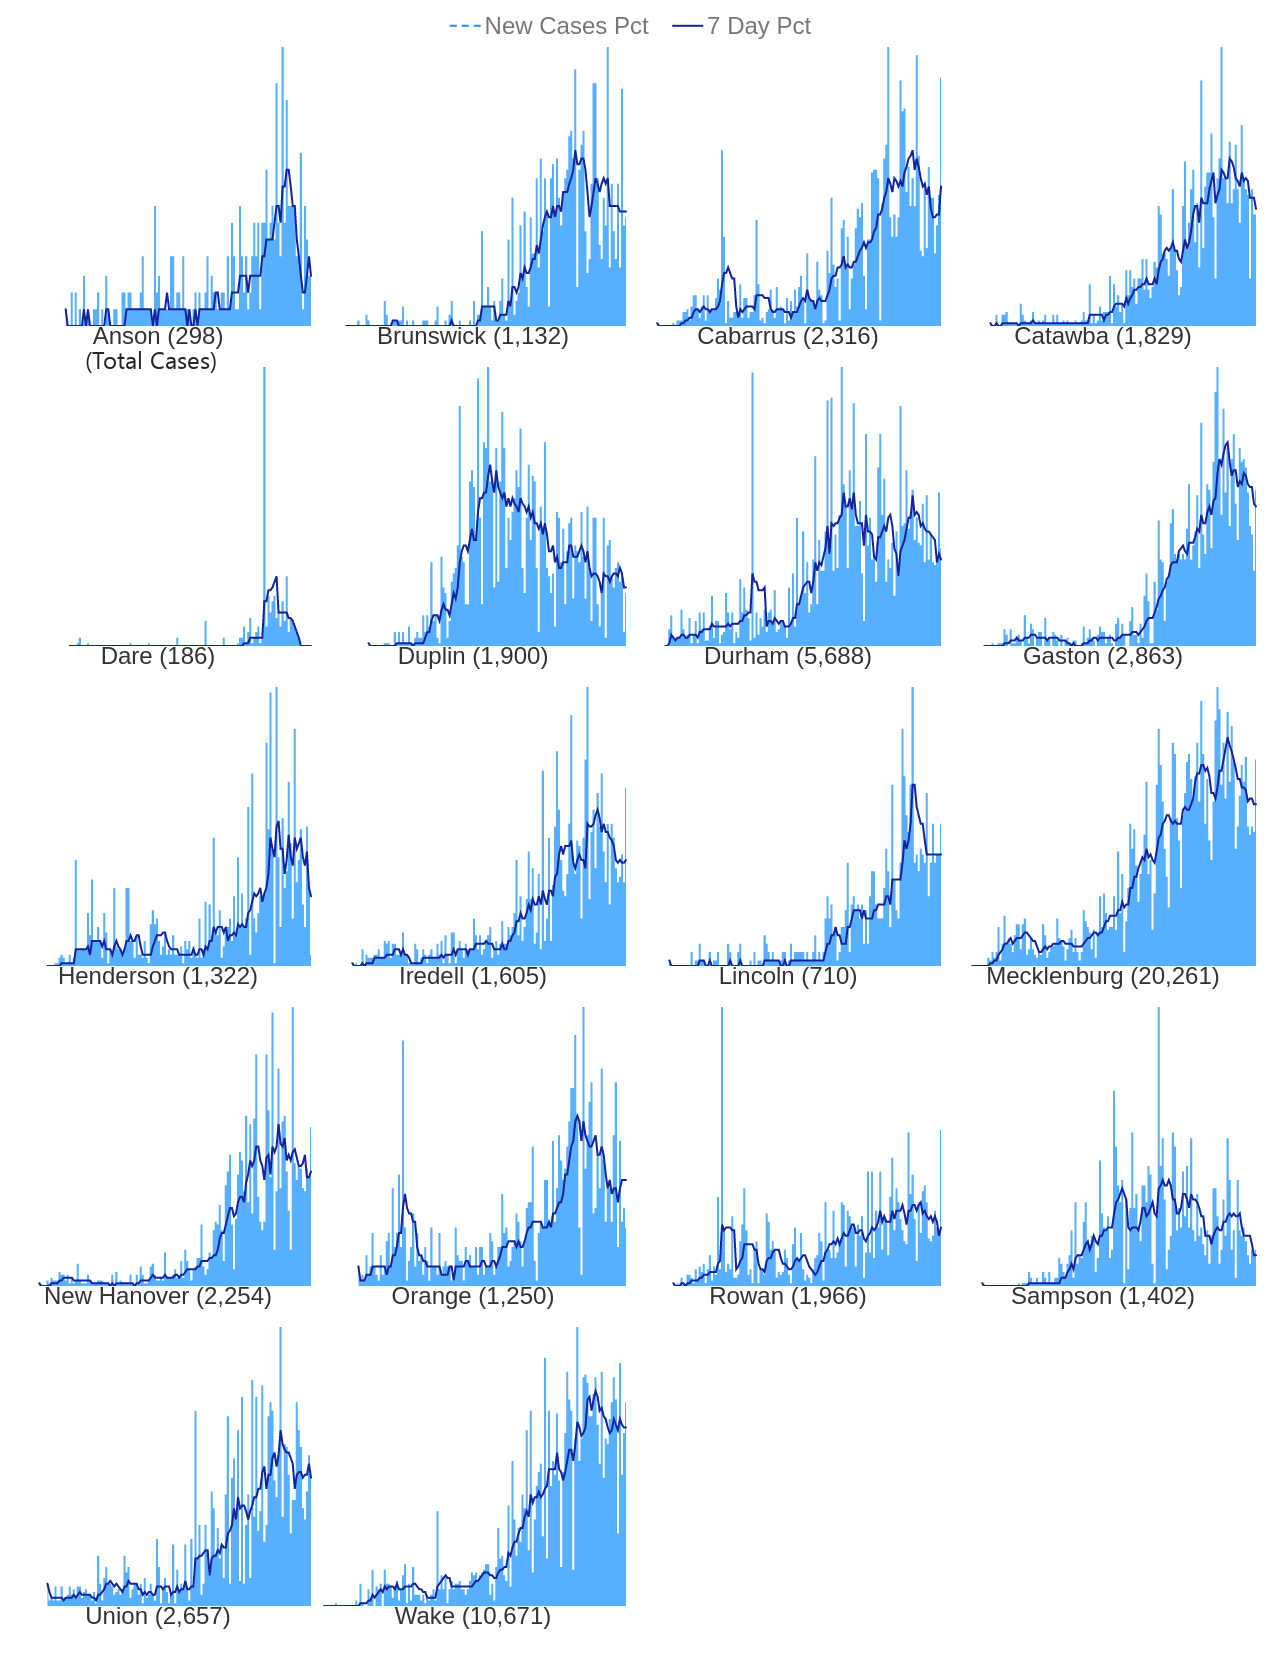 New Cases Pct 7 Day Pct
Anson (298) Brunswick (1,132) Cabarrus (2,316) Catawba (1,829)
(Total Cases)
Dare (186) Duplin (1,900) Durham (5,688) Gaston (2,863)
Henderson (1,322) Iredell (1,605) Lincoln (710) Mecklenburg (20,261)
New Hanover (2,254) Orange (1,250) Rowan (1,966) Sampson (1,402)
Union (2,657) Wake (10,671)